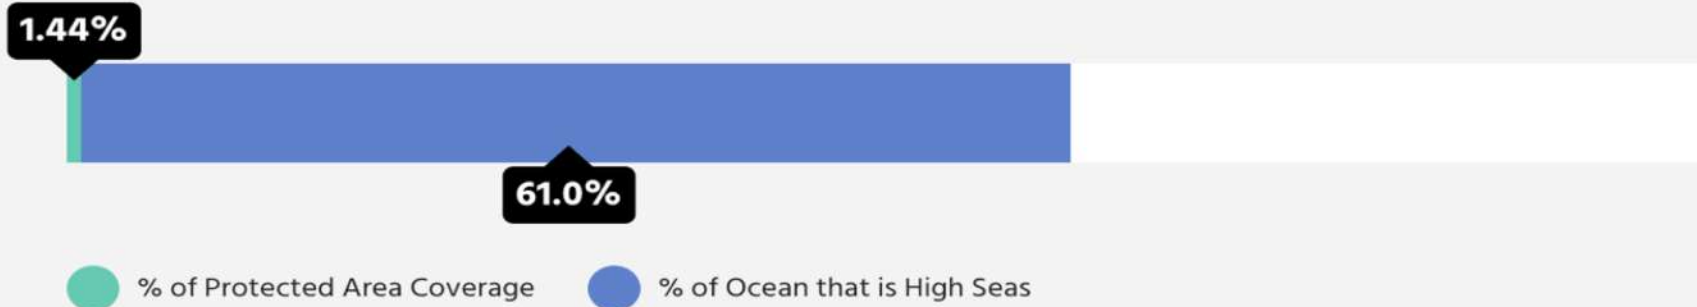 1.44%
61.0%
% of Protected Area Coverage
% of Ocean that is High Seas